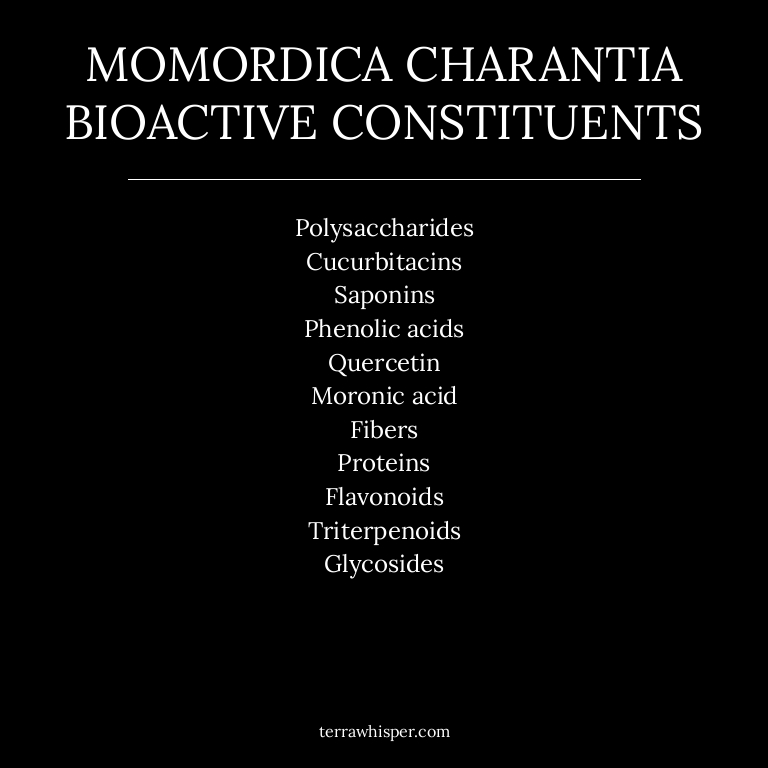 MOMORDICA CHARANTIA
BIOACTIVE CONSTITUENTS
Polysaccharides
Cucurbitacins
Saponins
Phenolic acids
Quercetin
Moronic acid
Fibers
Proteins
Flavonoids
Triterpenoids
Glycosides
terrawhisper.com